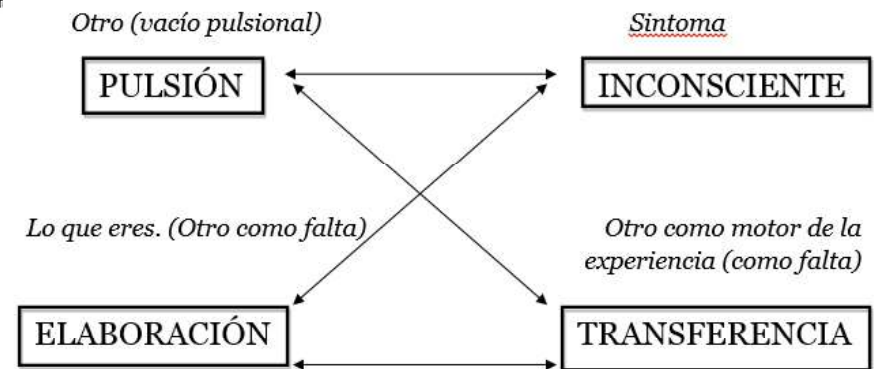 Otro (vacío pulsional)
Sintoma
PULSIÓN
INCONSCIENTE
Lo que eres. (Otro como falta)
Otro como motor de la
experiencia (como falta)
ELABORACIÓN
TRANSFERENCIA